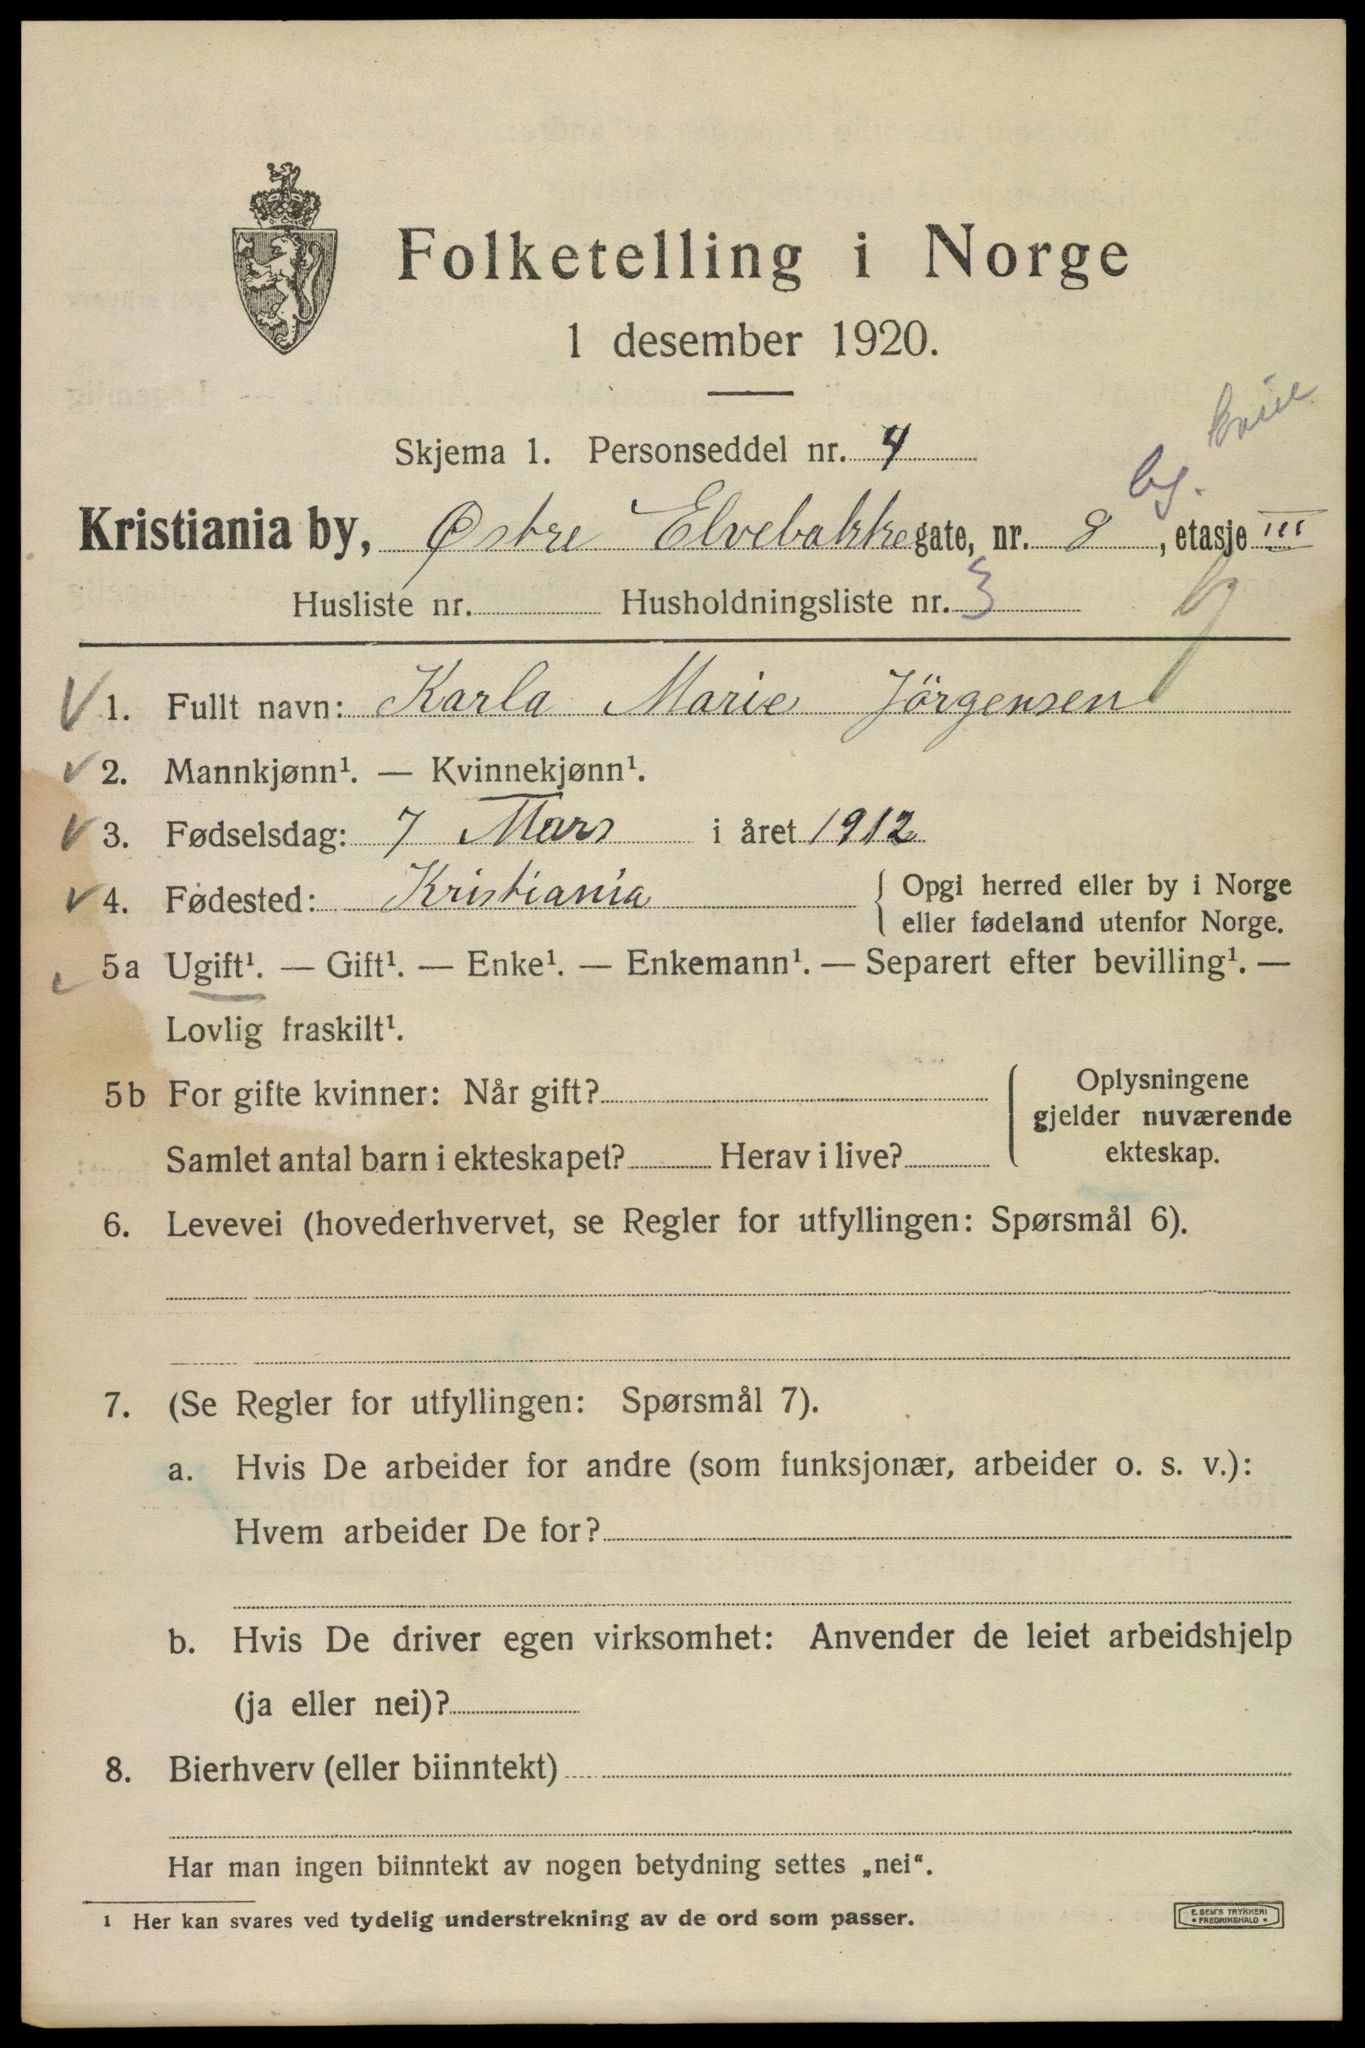 Folketelling i Norge
1 desember 1920.
Skjema 1. Personseddel nr. 4
by.
Kristiania by, Østre Elvebakke gate, nr. 8, etasje III
Husliste nr. Husholdningsliste nr. 3
by
1. Fullt navn: Karla Marie Jörgensen
2. Mannkjønn¹. — Kvinnekjønn¹.
3. Fødselsdag: 7 Mars i året 1912
4. Fødested: Kristiania { Opgi herred eller by i Norge
eller fødeland utenfor Norge.
5a Ugift¹. — Gift¹. — Enke¹. — Enkemann¹. — Separert efter bevilling¹. —
Lovlig fraskilt¹.
5b For gifte kvinner: Når gift? { Oplysningene
gjelder nuværende
Samlet antal barn i ekteskapet? Herav i live? ekteskap.
6. Levevei (hovederhvervet, se Regler for utfyllingen: Spørsmål 6).
7. (Se Regler for utfyllingen: Spørsmål 7).
a. Hvis De arbeider for andre (som funksjonær, arbeider o. s. v.):
Hvem arbeider De for?
b. Hvis De driver egen virksomhet: Anvender de leiet arbeidshjelp
(ja eller nei)?
8. Bierhverv (eller biinntekt)
Har man ingen biinntekt av nogen betydning settes „nei“.
1 Her kan svares ved tydelig understrekning av de ord som passer.
E. SEM'S TRYKKERI
• FREDRIKSHALD •